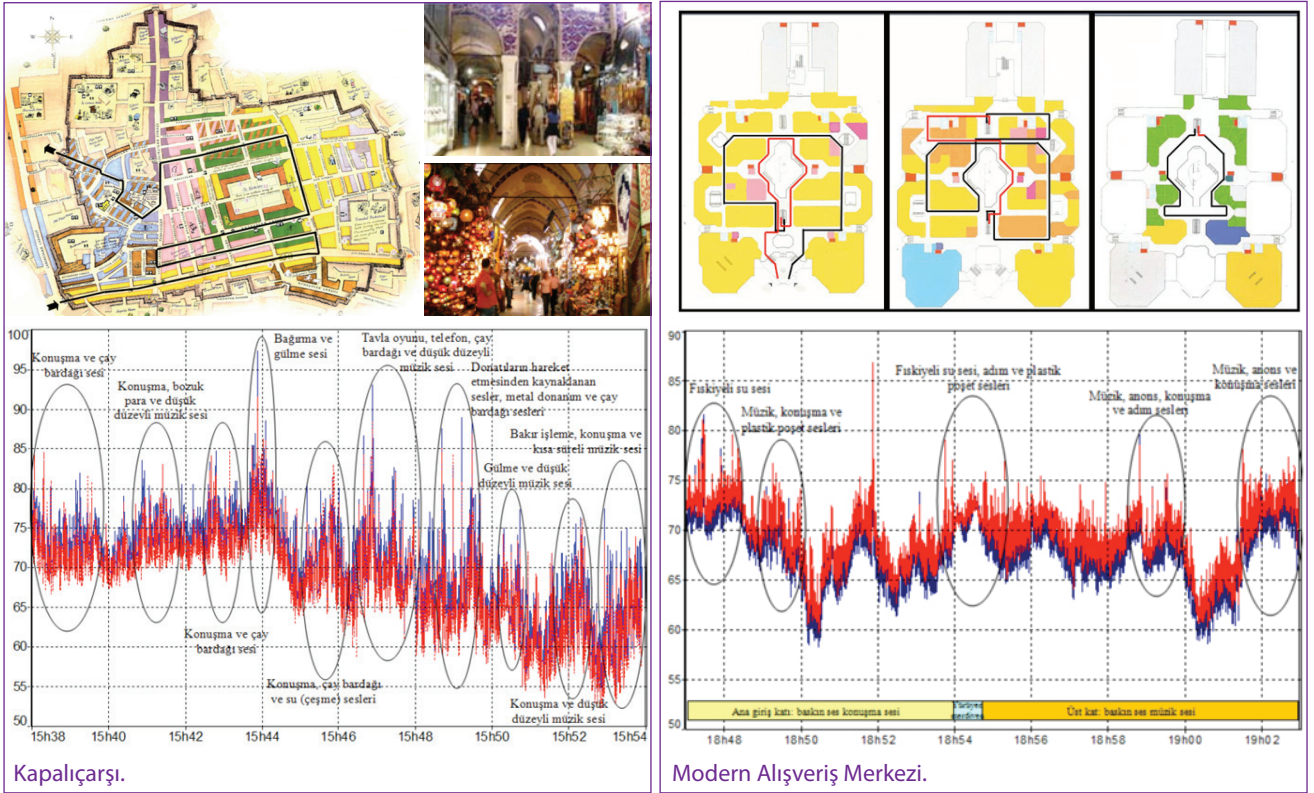 100
95
90
85
80
75
70
65
60
55
50
Konuşma ve çay
bardağı sesi
Konuşma, bozuk
para ve düşük
düzeyli müzik sesi
Bağırma ve
gülme sesi
Tavla oyunu, telefon, çay
bardağı ve düşük düzeyli
müzik sesi
Donatıların hareket
etmesinden kaynaklanan
sesler, metal donanım ve çay
bardağı sesleri
Bakır işleme, konuşma ve
kısa süreli müzik sesi
Gülme ve düşük
düzeyli müzik sesi
Konuşma ve çay
bardağı sesi
Konuşma, çay bardağı
ve su (çeşme) sesleri
Konuşma ve düşük
düzeyli müzik sesi
15h38 15h40 15h42 15h44 15h46 15h48 15h50 15h52 15h54
Kapalıçarşı.
90
85
80
75
70
65
60
55
50
Fıskiyeli su sesi
Müzik, konuşma ve
plastik poşet sesleri
Fıskiyeli su sesi, adım ve plastik
poşet sesleri
Müzik, anons, konuşma
ve adım sesleri
Müzik, anons ve
konuşma sesleri
Ana giriş katı: baskın ses konuşma sesi
Üst kat: baskın ses müzik sesi
18h48 18h50 18h52 18h54 18h56 18h58 19h00 19h02
Modern Alışveriş Merkezi.